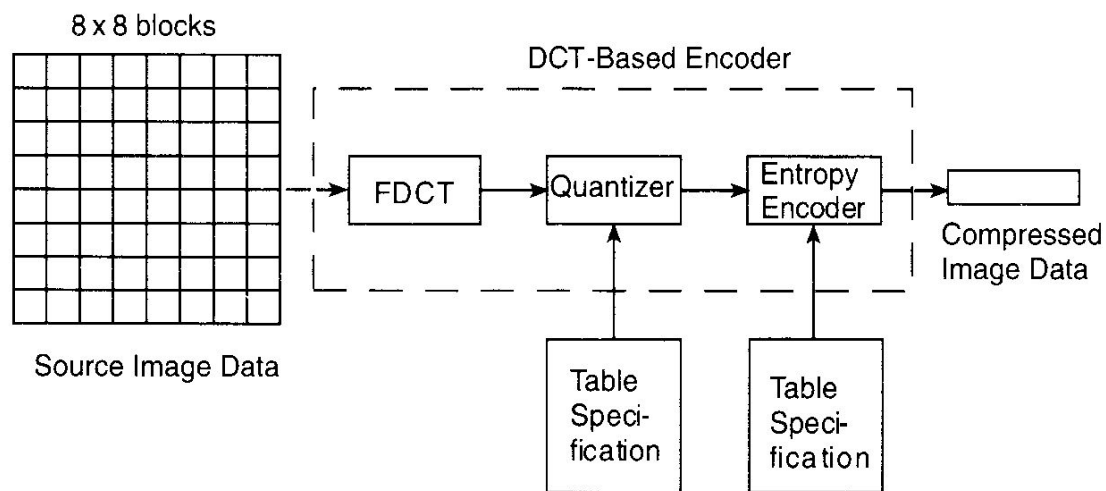 8 x 8 blocks
DCT-Based Encoder
FDCT
Quantizer
Entropy
Encoder
Compressed
Image Data
Source Image Data
Table
Speci-
fication
Table
Speci-
fication